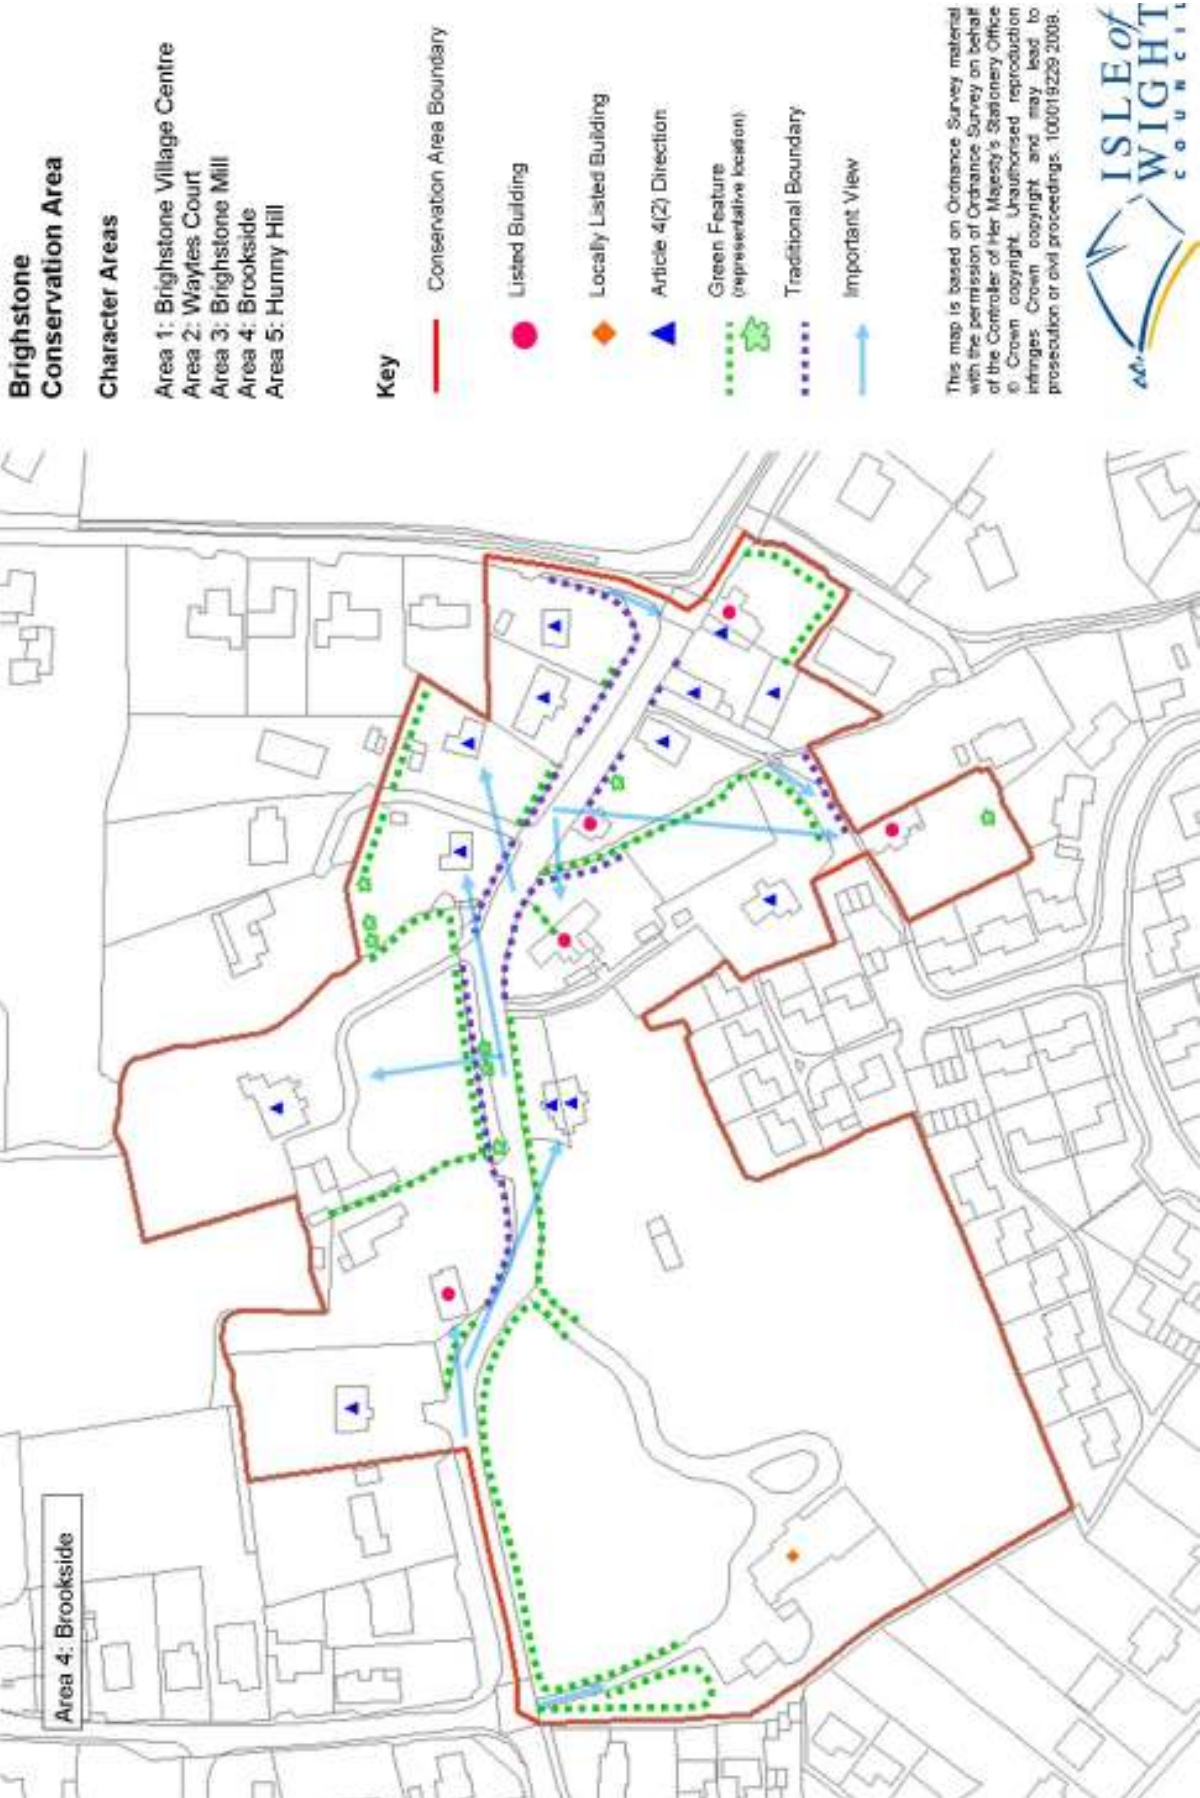 Brighstone
Conservation Area
Character Areas
Area 1: Brighstone Village Centre
Area 2: Waytes Court
Area 3: Brighstone Mill
Area 4: Brookside
Area 5: Hunny Hill
Key
Conservation Area Boundary
Listed Building
Locally Listed Building
Article 4(2) Direction
Green Feature
(representative location)
Traditional Boundary
Important View
This map is based on Ordnance Survey material
with the permission of Ordnance Survey on behalf
of the Controller of Her Majesty's Stationery Office
© Crown copyright. Unauthorised reproduction
infringes Crown copyright and may lead to
prosecution or civil proceedings. 100019229 2009.
ISLE of
WIGHT
COUNCIL
Area 4: Brookside